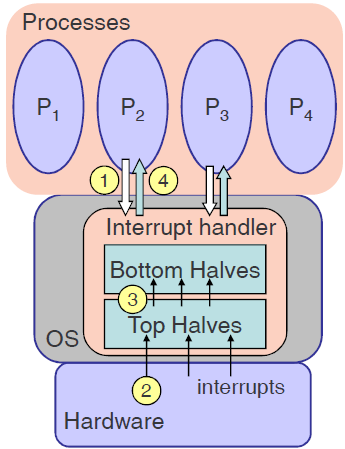 Processes
P1 P2 P3 P4
1 4
Interrupt handler
Bottom Halves
3
Top Halves
OS
2 interrupts
Hardware